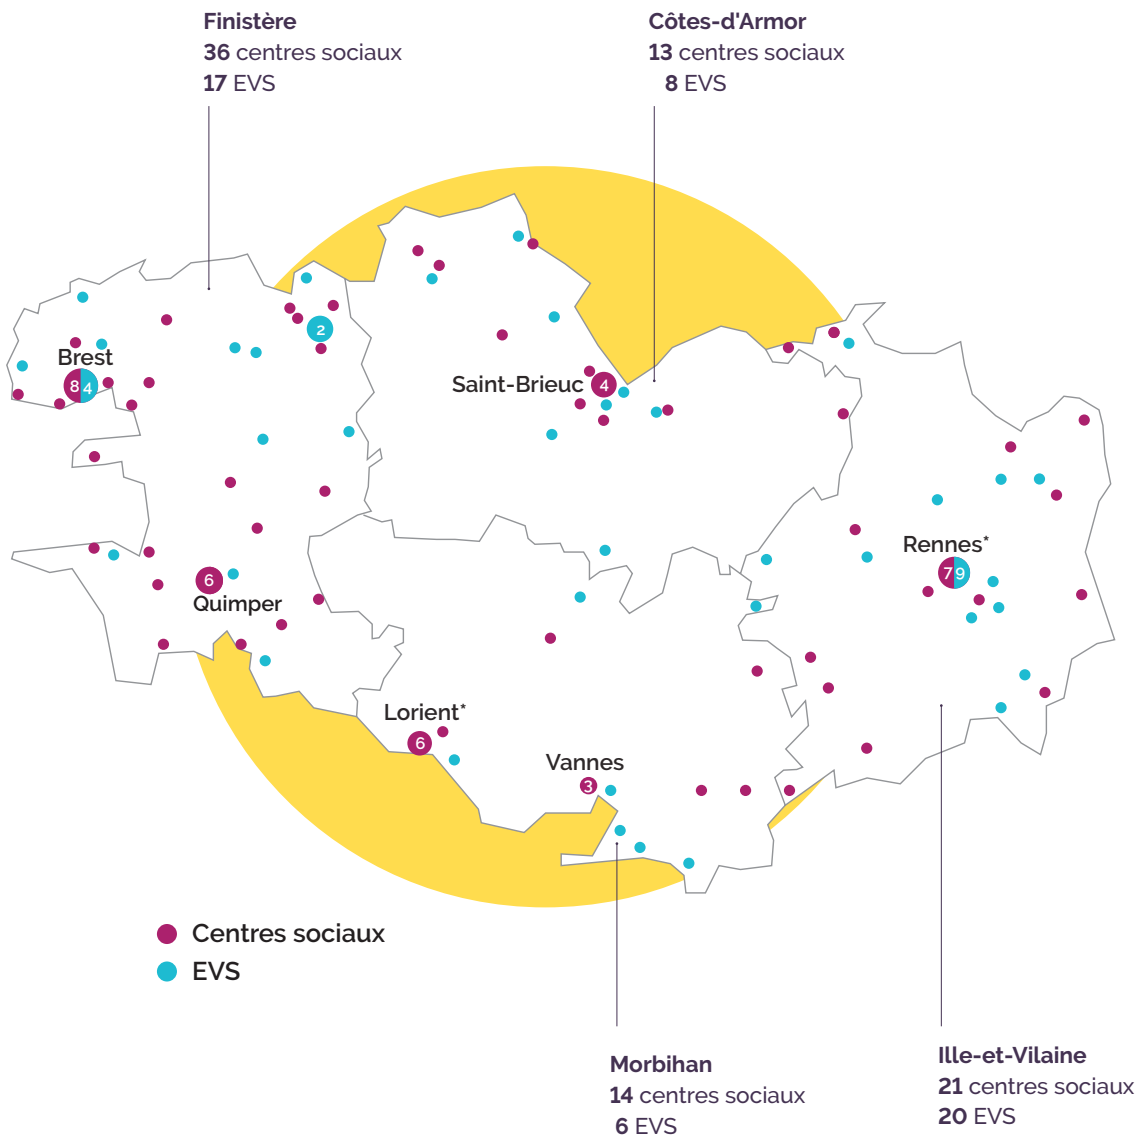 Finistère
36 centres sociaux
17 EVS
Côtes-d'Armor
13 centres sociaux
8 EVS
2
Brest
8 4
Saint-Brieuc 4
Rennes*
7 9
6
Quimper
Lorient*
6
Vannes
3
Centres sociaux
EVS
Morbihan
14 centres sociaux
6 EVS
Ille-et-Vilaine
21 centres sociaux
20 EVS